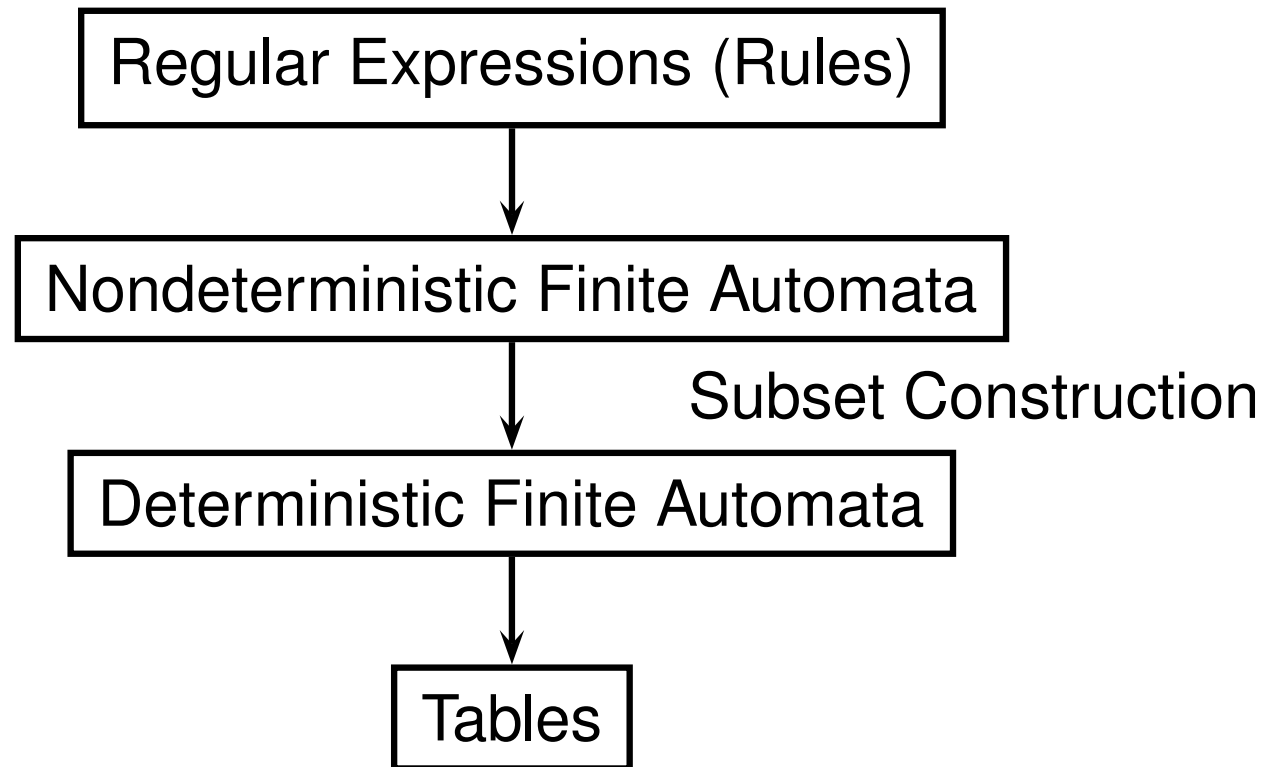 Regular Expressions (Rules)
Nondeterministic Finite Automata
Subset Construction
Deterministic Finite Automata
Tables